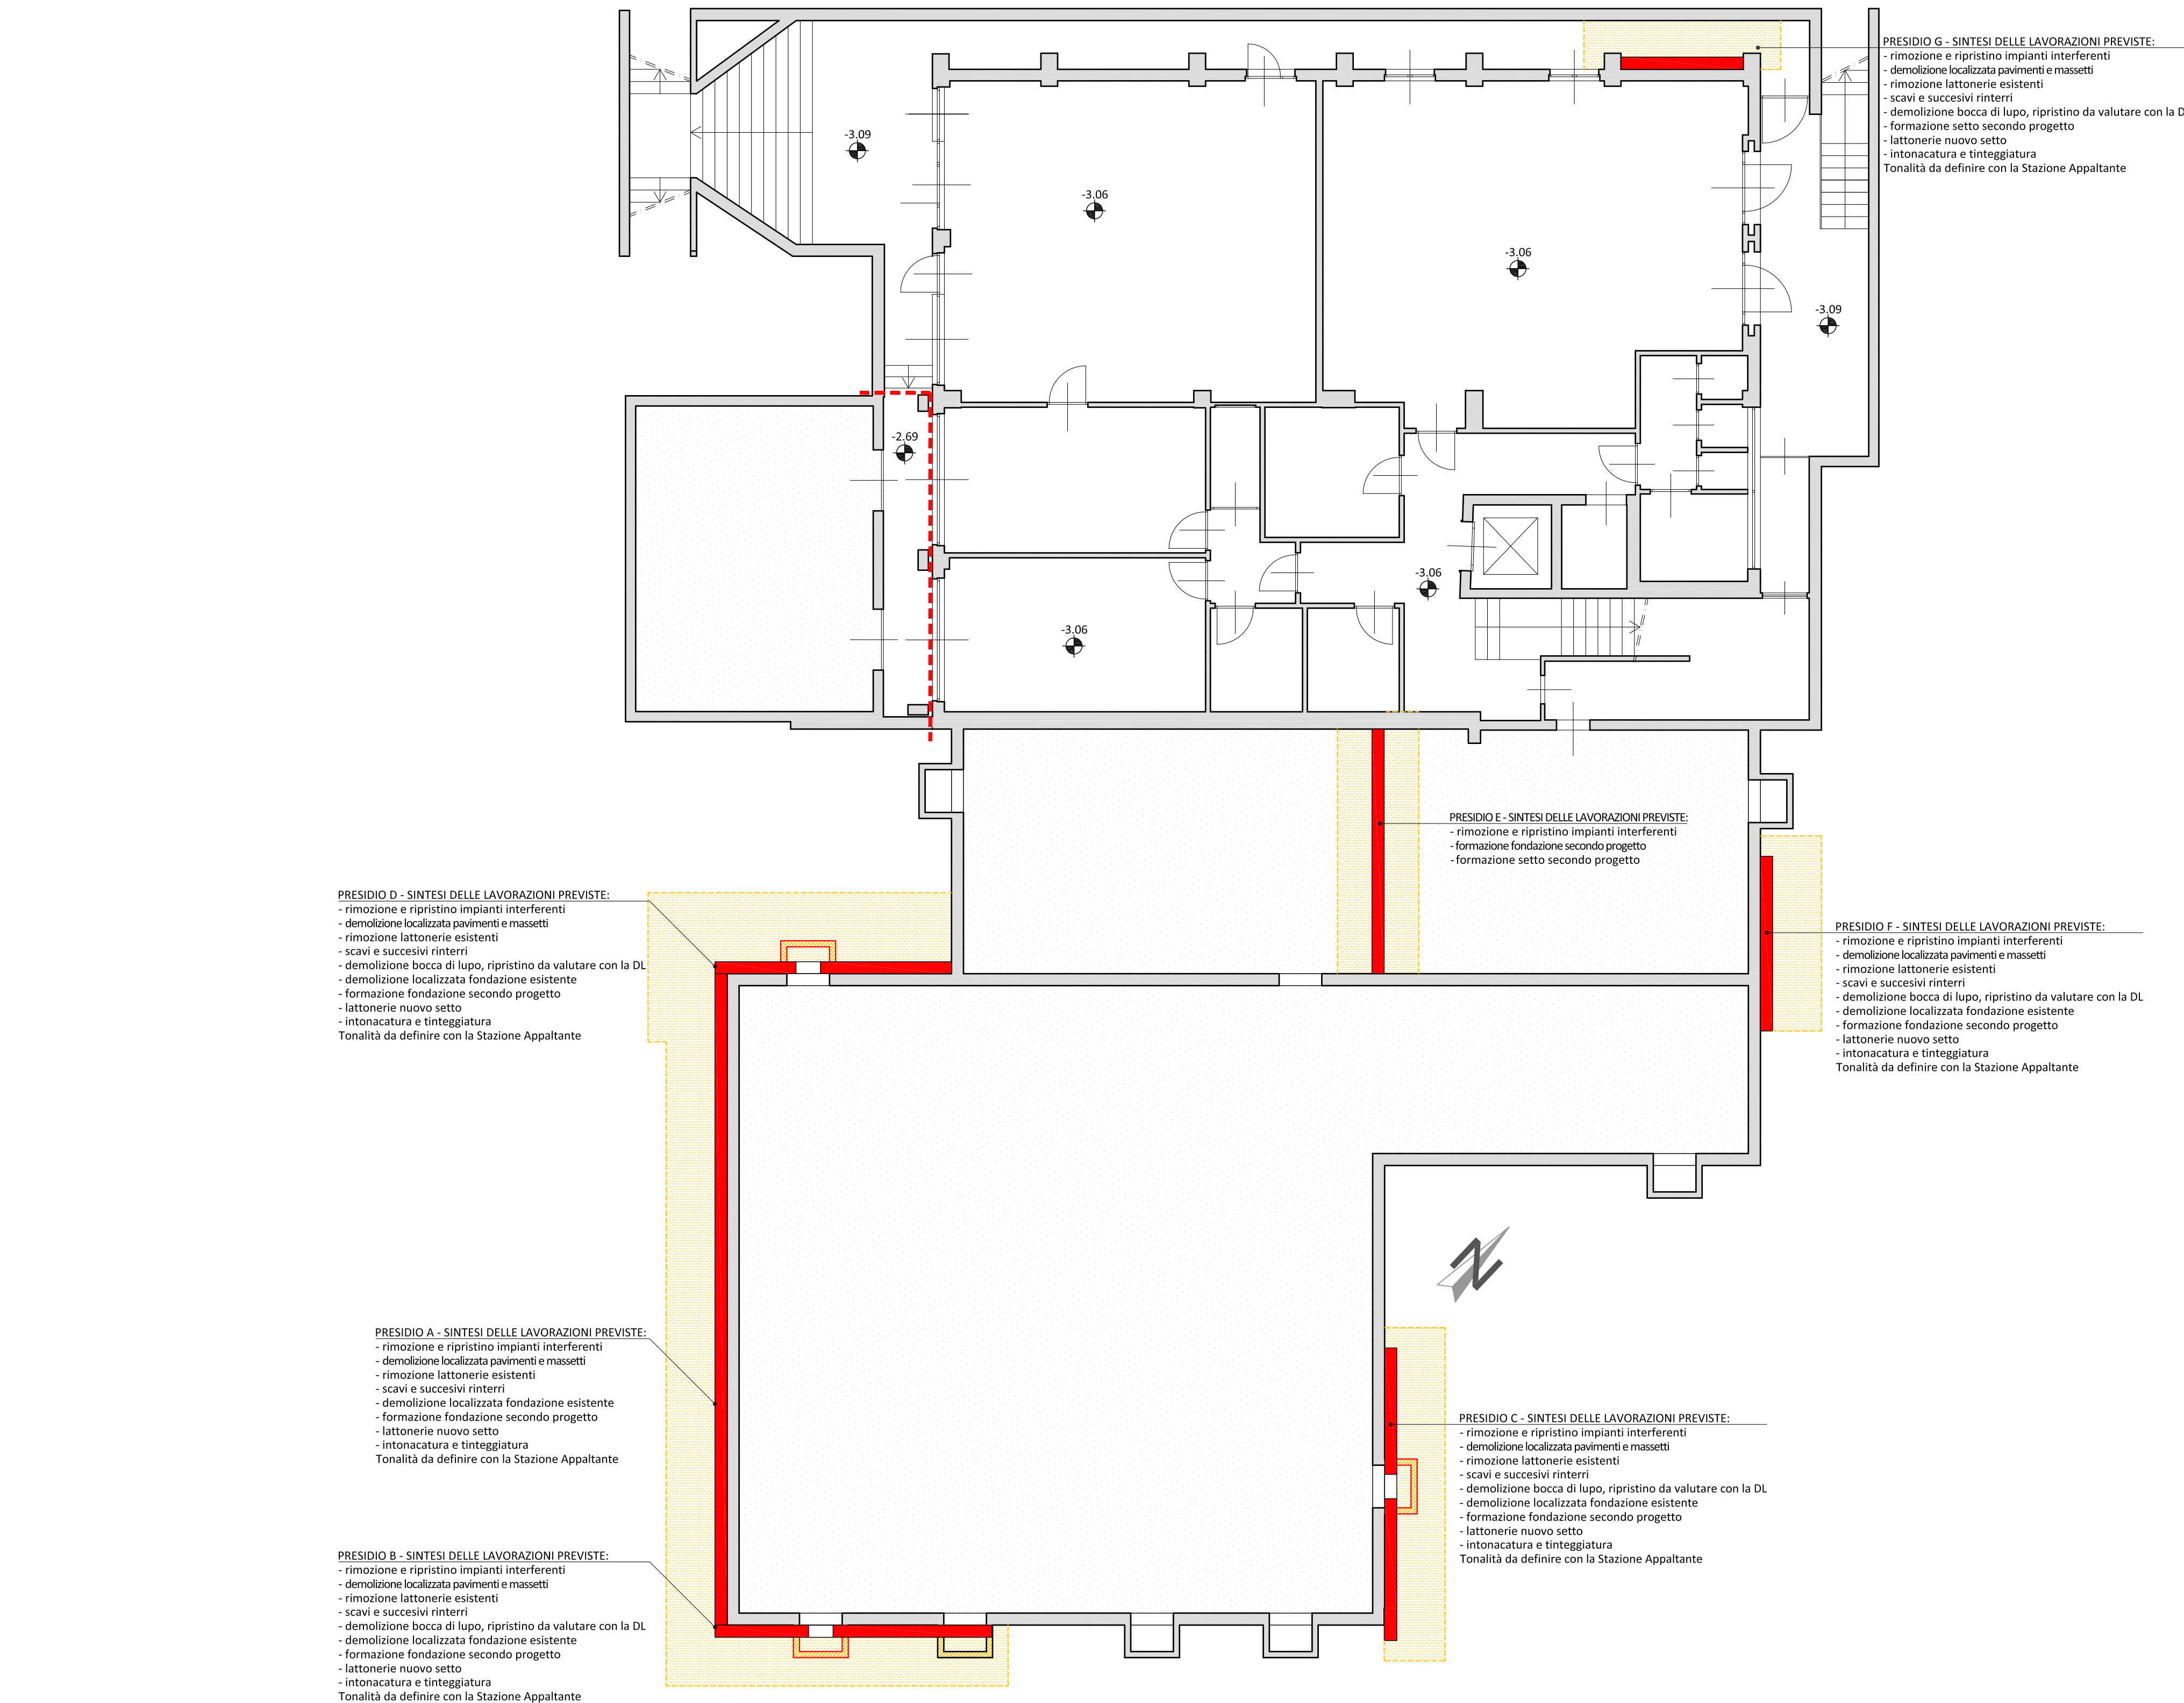 PRESIDIO G - SINTESI DELLE LAVORAZIONI PREVISTE:
- rimozione e ripristino impianti interferenti
- demolizione localizzata pavimenti e massetti
- rimozione lattonerie esistenti
- scavi e succesivi rinterri
- demolizione bocca di lupo, ripristino da valutare con la
- formazione setto secondo progetto
- lattonerie nuovo setto
- intonacatura e tinteggiatura
Tonalità da definire con la Stazione Appaltante
-3.09
-3.06
-3.06
-3.09
-2.69
-3.06
-3.06
PRESIDIO E - SINTESI DELLE LAVORAZIONI PREVISTE:
- rimozione e ripristino impianti interferenti
- formazione fondazione secondo progetto
- formazione setto secondo progetto
PRESIDIO D - SINTESI DELLE LAVORAZIONI PREVISTE:
- rimozione e ripristino impianti interferenti
- demolizione localizzata pavimenti e massetti
- rimozione lattonerie esistenti
- scavi e succesivi rinterri
- demolizione bocca di lupo, ripristino da valutare con la DL
- demolizione localizzata fondazione esistente
- formazione fondazione secondo progetto
- lattonerie nuovo setto
- intonacatura e tinteggiatura
Tonalità da definire con la Stazione Appaltante
PRESIDIO F - SINTESI DELLE LAVORAZIONI PREVISTE:
- rimozione e ripristino impianti interferenti
- demolizione localizzata pavimenti e massetti
- rimozione lattonerie esistenti
- scavi e succesivi rinterri
- demolizione bocca di lupo, ripristino da valutare con la DL
- demolizione localizzata fondazione esistente
- formazione fondazione secondo progetto
- lattonerie nuovo setto
- intonacatura e tinteggiatura
Tonalità da definire con la Stazione Appaltante
N
PRESIDIO A - SINTESI DELLE LAVORAZIONI PREVISTE:
- rimozione e ripristino impianti interferenti
- demolizione localizzata pavimenti e massetti
- rimozione lattonerie esistenti
- scavi e succesivi rinterri
- demolizione localizzata fondazione esistente
- formazione fondazione secondo progetto
- lattonerie nuovo setto
- intonacatura e tinteggiatura
Tonalità da definire con la Stazione Appaltante
PRESIDIO C - SINTESI DELLE LAVORAZIONI PREVISTE:
- rimozione e ripristino impianti interferenti
- demolizione localizzata pavimenti e massetti
- rimozione lattonerie esistenti
- scavi e succesivi rinterri
- demolizione bocca di lupo, ripristino da valutare con la DL
- demolizione localizzata fondazione esistente
- formazione fondazione secondo progetto
- lattonerie nuovo setto
- intonacatura e tinteggiatura
Tonalità da definire con la Stazione Appaltante
PRESIDIO B - SINTESI DELLE LAVORAZIONI PREVISTE:
- rimozione e ripristino impianti interferenti
- demolizione localizzata pavimenti e massetti
- rimozione lattonerie esistenti
- scavi e succesivi rinterri
- demolizione bocca di lupo, ripristino da valutare con la DL
- demolizione localizzata fondazione esistente
- formazione fondazione secondo progetto
- lattonerie nuovo setto
- intonacatura e tinteggiatura
Tonalità da definire con la Stazione Appaltante